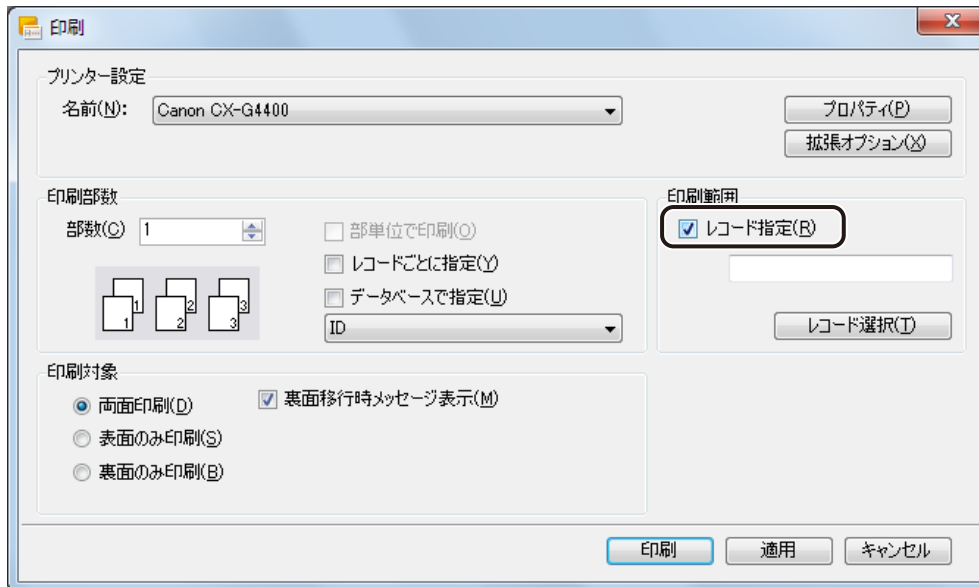 印刷
プリンター設定
名前(N):
Canon CX-G4400
プロパティ(P)
拡張オプション(X)
印刷部数
部数(C)
1
部単位で印刷(O)
レコードごとに指定(Y)
データベースで指定(U)
ID
1 1 2 2 3 3
印刷範囲
レコード指定(R)
レコード選択(T)
印刷対象
両面印刷(D)
裏面移行時メッセージ表示(M)
表面のみ印刷(S)
裏面のみ印刷(B)
印刷
適用
キャンセル